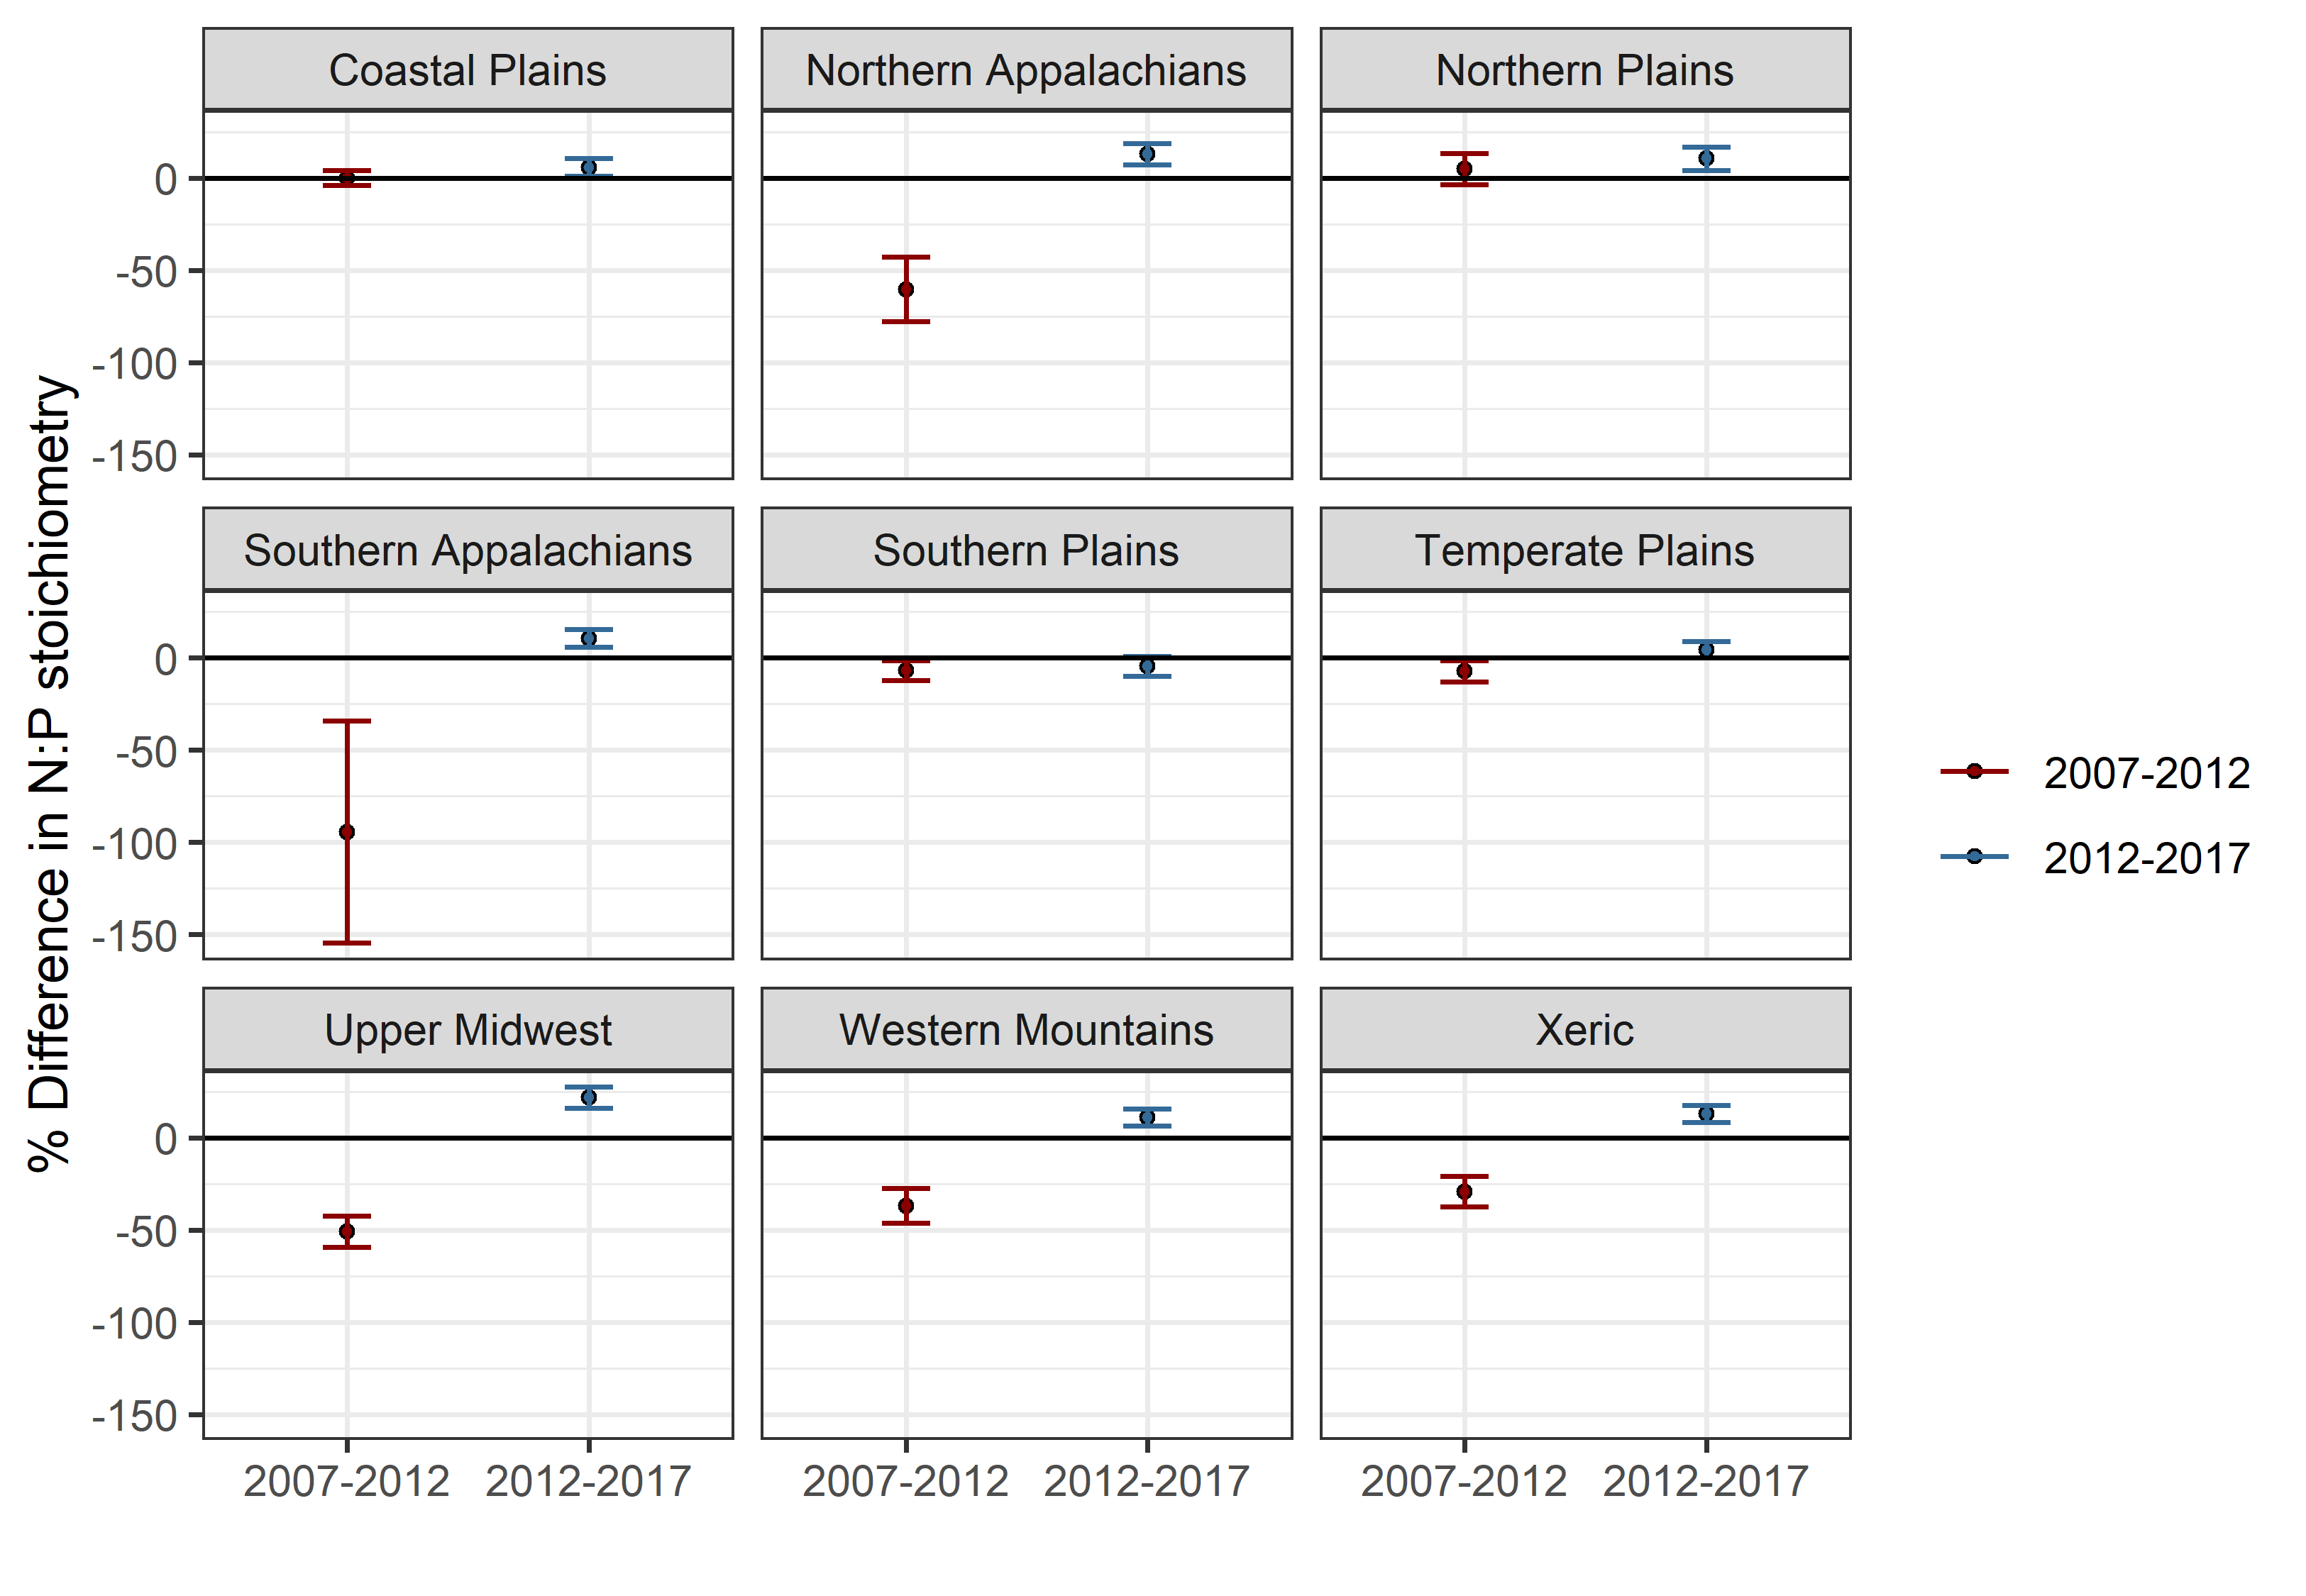 % Difference in N:P stoichiometry
Coastal Plains
Northern Appalachians
Northern Plains
0
-50
-100
-150
Southern Appalachians
Southern Plains
Temperate Plains
0
-50
-100
-150
Upper Midwest
Western Mountains
Xeric
0
-50
-100
-150
2007-2012 2012-2017
2007-2012 2012-2017
2007-2012 2012-2017
2007-2012
2012-2017